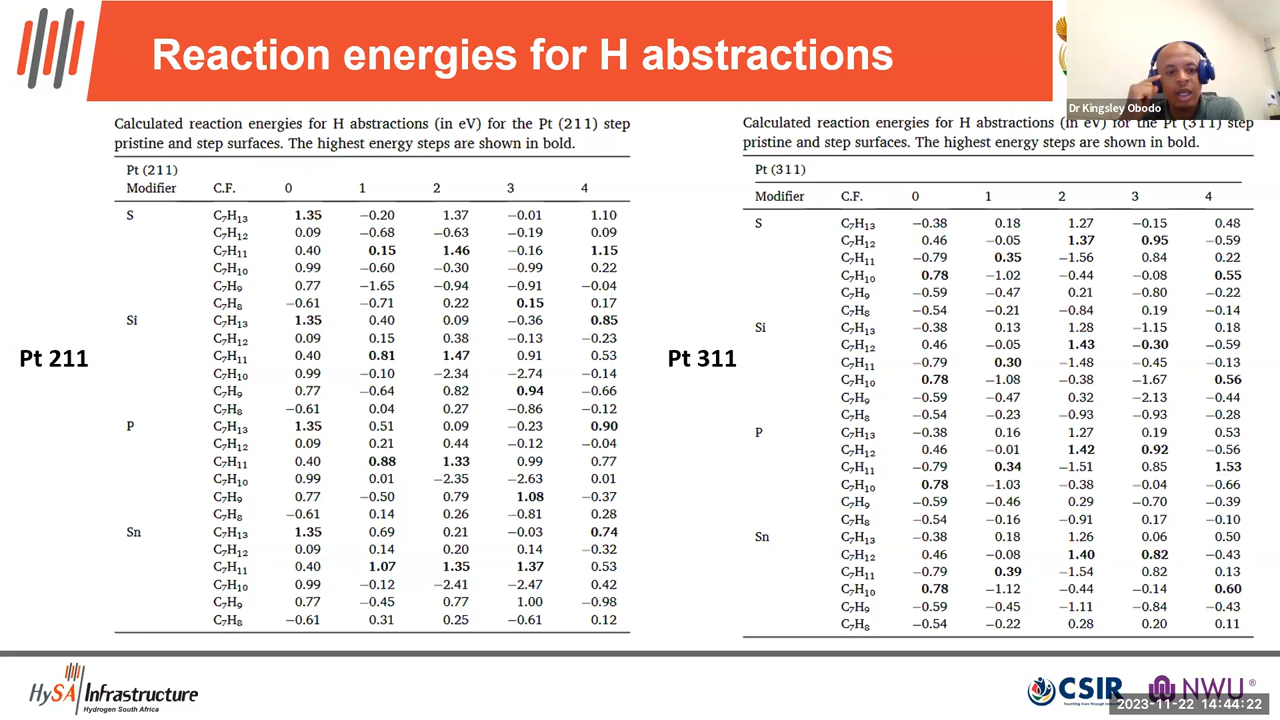 Reaction energies for H abstractions
Dr Kingsley Obodo
Calculated reaction energies for H abstractions (in eV) for the Pt (211) step
pristine and step surfaces. The highest energy steps are shown in bold.
Pt (211)
Modifier C.F. 0 1 2 3 4
S C₇H₁₃ 1.35 −0.20 1.37 −0.01 1.10
C₇H₁₂ 0.09 −0.68 −0.63 −0.19 0.09
C₇H₁₁ 0.40 0.15 1.46 −0.16 1.15
C₇H₁₀ 0.99 −0.60 −0.30 −0.99 0.22
C₇H₉ 0.77 −1.65 −0.94 −0.91 −0.04
C₇H₈ −0.61 −0.71 0.22 0.15 0.17
Si C₇H₁₃ 1.35 0.40 0.09 −0.36 0.85
C₇H₁₂ 0.09 0.15 0.38 −0.13 −0.23
C₇H₁₁ 0.40 0.81 1.47 0.91 0.53
C₇H₁₀ 0.99 −0.10 −2.34 −2.74 −0.14
C₇H₉ 0.77 −0.64 0.82 0.94 −0.66
C₇H₈ −0.61 0.04 0.27 −0.86 −0.12
P C₇H₁₃ 1.35 0.51 0.09 −0.23 0.90
C₇H₁₂ 0.09 0.21 0.44 −0.12 −0.04
C₇H₁₁ 0.40 0.88 1.33 0.99 0.77
C₇H₁₀ 0.99 0.01 −2.35 −2.63 0.01
C₇H₉ 0.77 −0.50 0.79 1.08 −0.37
C₇H₈ −0.61 0.14 0.26 −0.81 0.28
Sn C₇H₁₃ 1.35 0.69 0.21 −0.03 0.74
C₇H₁₂ 0.09 0.14 0.20 0.14 −0.32
C₇H₁₁ 0.40 1.07 1.35 1.37 0.53
C₇H₁₀ 0.99 −0.12 −2.41 −2.47 0.42
C₇H₉ 0.77 −0.45 0.77 1.00 −0.98
C₇H₈ −0.61 0.31 0.25 −0.61 0.12
Pt 211
Calculated reaction energies for H abstractions (in eV) for the Pt (311) step
pristine and step surfaces. The highest energy steps are shown in bold.
Pt (311)
Modifier C.F. 0 1 2 3 4
S C₇H₁₃ −0.38 0.18 1.27 −0.15 0.48
C₇H₁₂ 0.46 −0.05 1.37 0.95 −0.59
C₇H₁₁ −0.79 0.35 −1.56 0.84 0.22
C₇H₁₀ 0.78 −1.02 −0.44 −0.08 0.55
C₇H₉ −0.59 −0.47 0.21 −0.80 −0.22
C₇H₈ −0.54 −0.21 −0.84 0.19 −0.14
Si C₇H₁₃ −0.38 0.13 1.28 −1.15 0.18
C₇H₁₂ 0.46 −0.05 1.43 −0.30 −0.59
C₇H₁₁ −0.79 0.30 −1.48 −0.45 −0.13
C₇H₁₀ 0.78 −1.08 −0.38 −1.67 0.56
C₇H₉ −0.59 −0.47 0.32 −2.13 −0.44
C₇H₈ −0.54 −0.23 −0.93 −0.93 −0.28
P C₇H₁₃ −0.38 0.16 1.27 0.19 0.53
C₇H₁₂ 0.46 −0.01 1.42 0.92 −0.56
C₇H₁₁ −0.79 0.34 −1.51 0.85 1.53
C₇H₁₀ 0.78 −1.03 −0.38 −0.04 −0.66
C₇H₉ −0.59 −0.46 0.29 −0.70 −0.39
C₇H₈ −0.54 −0.16 −0.91 0.17 −0.10
Sn C₇H₁₃ −0.38 0.18 1.26 0.06 0.50
C₇H₁₂ 0.46 −0.08 1.40 0.82 −0.43
C₇H₁₁ −0.79 0.39 −1.54 0.82 0.13
C₇H₁₀ 0.78 −1.12 −0.44 −0.14 0.60
C₇H₉ −0.59 −0.45 −1.11 −0.84 −0.43
C₇H₈ −0.54 −0.22 0.28 0.20 0.11
Pt 311
HySA Infrastructure
Hydrogen South Africa
CSIR
NWU®
2023-11-22 14:44:22